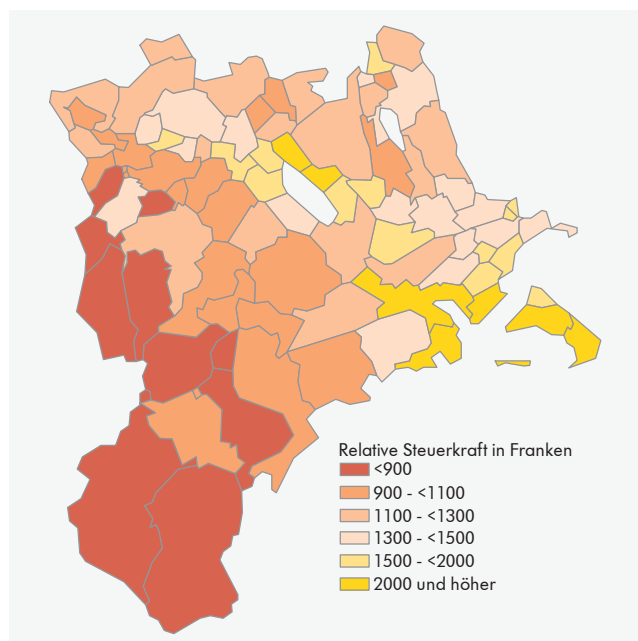 Relative Steuerkraft in Franken
<900
900 - <1100
1100 - <1300
1300 - <1500
1500 - <2000
2000 und höher